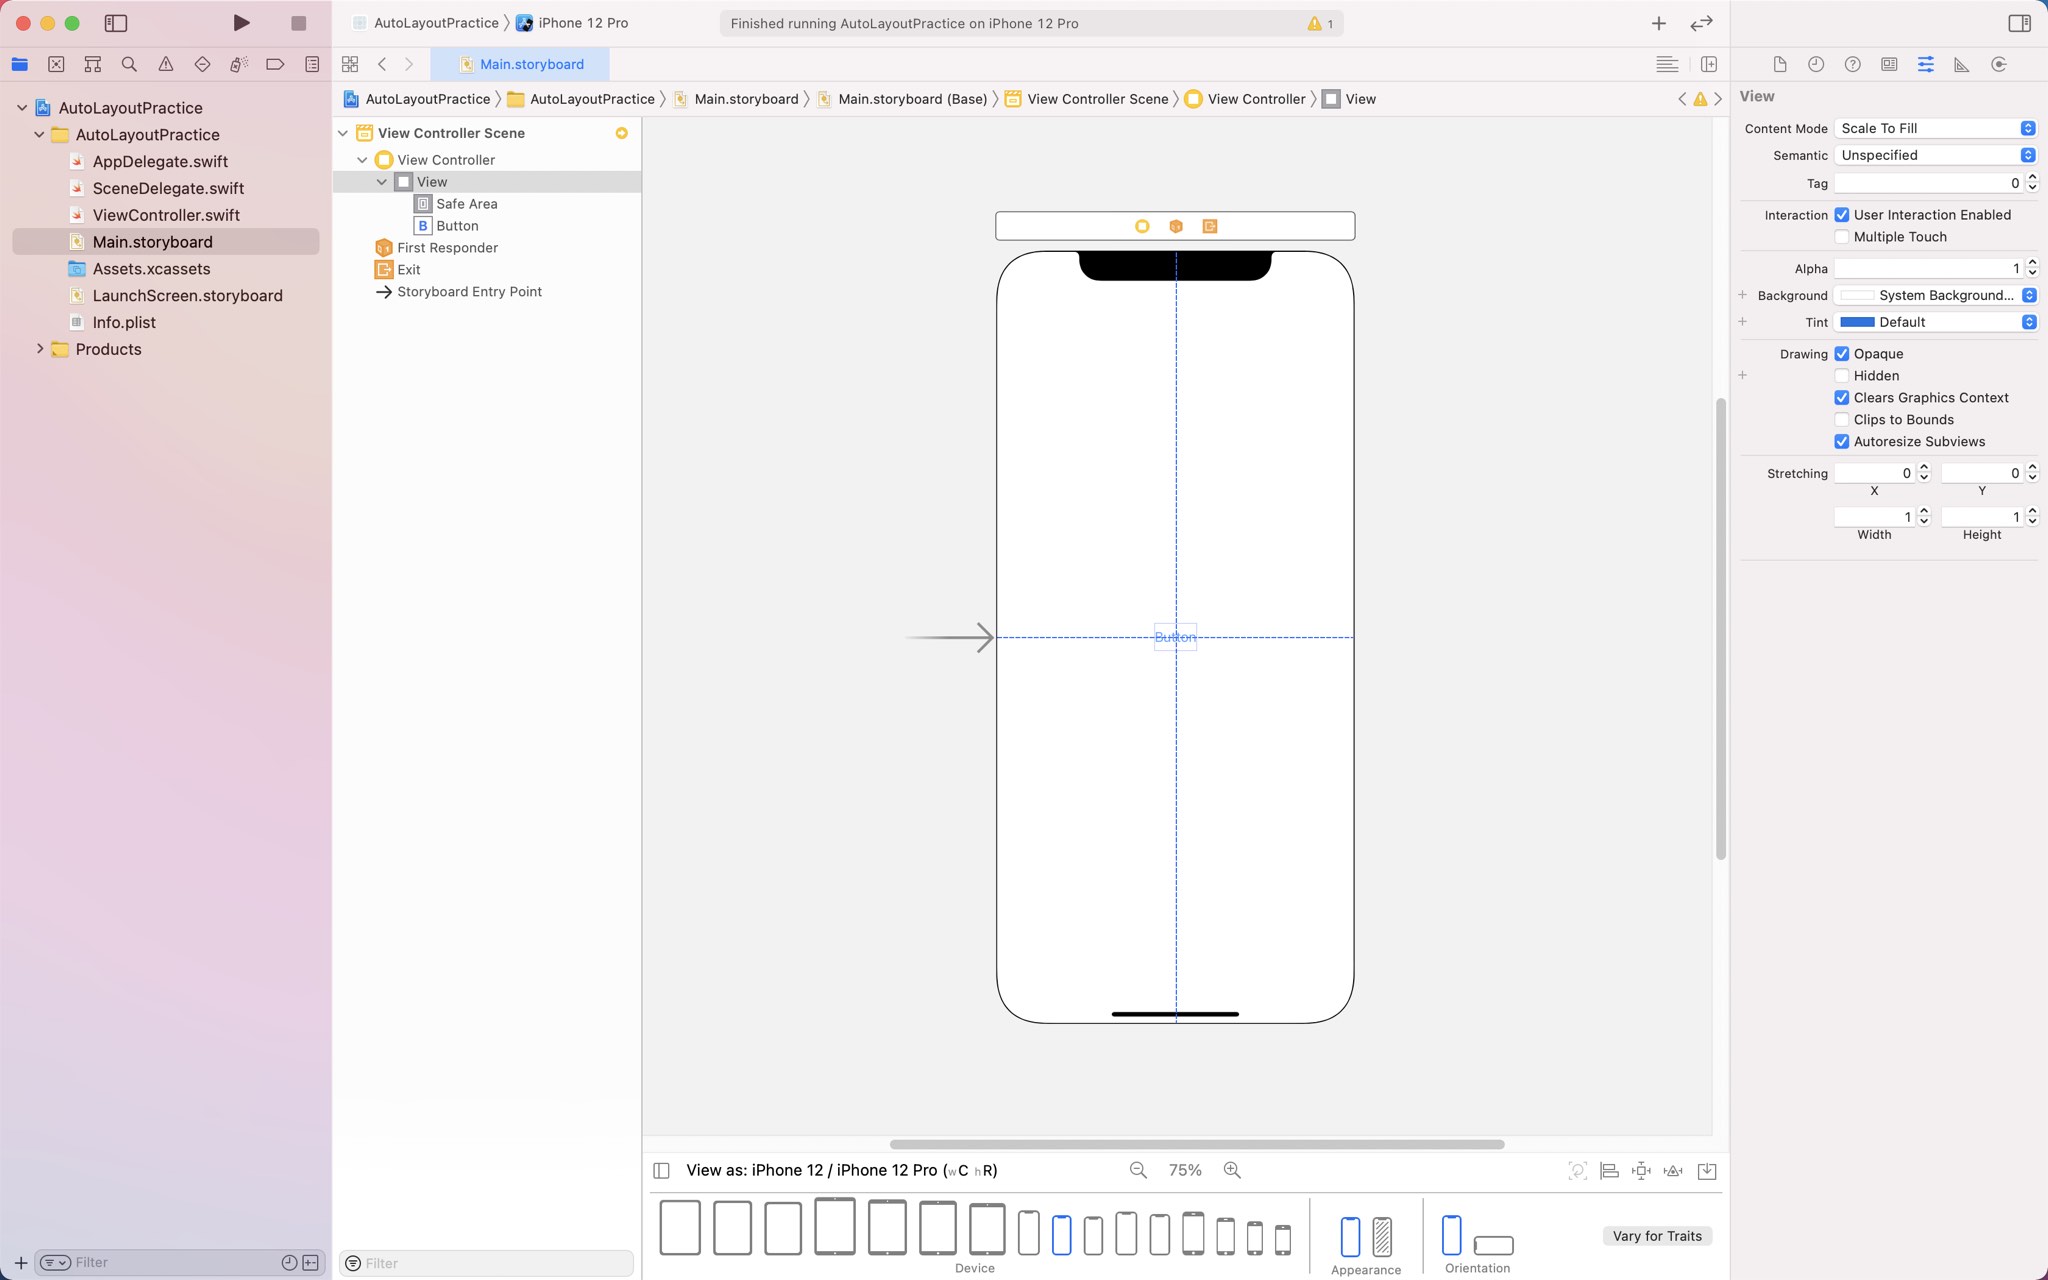 AutoLayoutPractice
iPhone 12 Pro
Finished running AutoLayoutPractice on iPhone 12 Pro
1
Main.storyboard
AutoLayoutPractice
AutoLayoutPractice
Main.storyboard
Main.storyboard (Base)
View Controller Scene
View Controller
View
AutoLayoutPractice
AutoLayoutPractice
AppDelegate.swift
SceneDelegate.swift
ViewController.swift
Main.storyboard
Assets.xcassets
LaunchScreen.storyboard
Info.plist
Products
Filter
View Controller Scene
View Controller
View
Safe Area
B Button
First Responder
Exit
Storyboard Entry Point
Filter
Button
View as: iPhone 12 / iPhone 12 Pro (wC hR)
75%
Device
Appearance
Orientation
Vary for Traits
View
Content Mode Scale To Fill
Semantic Unspecified
Tag 0
Interaction User Interaction Enabled
Multiple Touch
Alpha 1
Background System Background...
Tint Default
Drawing Opaque
Hidden
Clears Graphics Context
Clips to Bounds
Autoresize Subviews
Stretching 0 0
X Y
1 1
Width Height